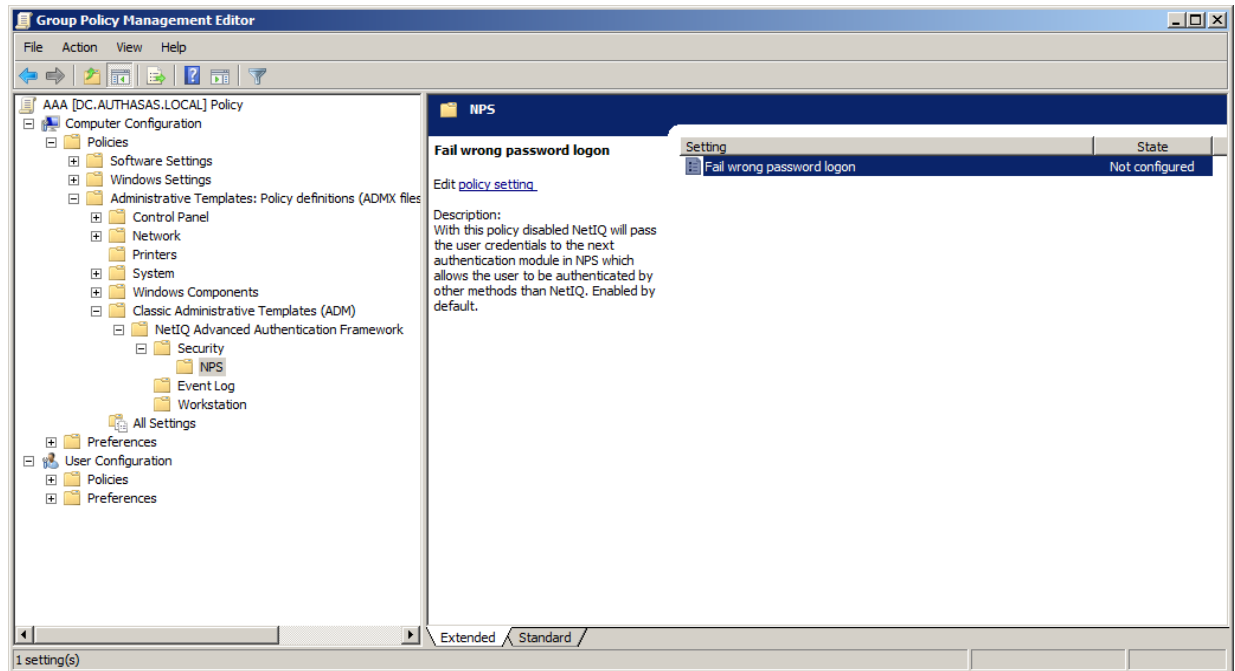 Group Policy Management Editor
File Action View Help
AAA [DC.AUTHASAS.LOCAL] Policy
Computer Configuration
Policies
Software Settings
Windows Settings
Administrative Templates: Policy definitions (ADMX files
Control Panel
Network
Printers
System
Windows Components
Classic Administrative Templates (ADM)
NetIQ Advanced Authentication Framework
Security
NPS
Event Log
Workstation
All Settings
Preferences
User Configuration
Policies
Preferences
NPS
Fail wrong password logon
Edit policy setting
Description:
With this policy disabled NetIQ will pass
the user credentials to the next
authentication module in NPS which
allows the user to be authenticated by
other methods than NetIQ. Enabled by
default.
Setting State
Fail wrong password logon Not configured
Extended Standard
1 setting(s)